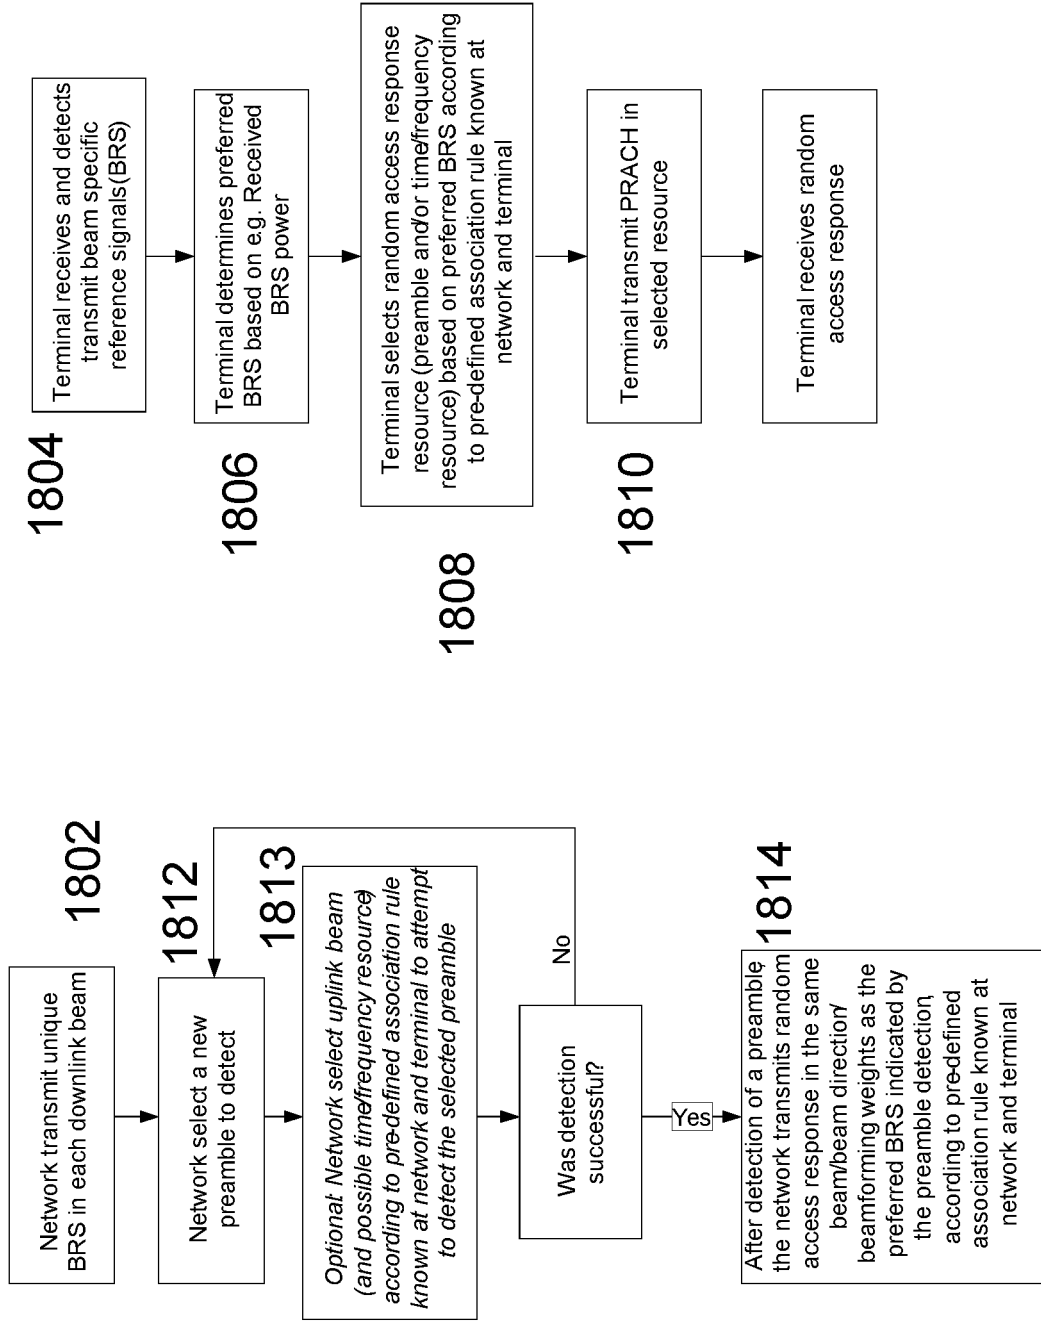 Network transmit unique
BRS in each downlink beam
1802
Network select a new
preamble to detect
1812
Optional: Network select uplink beam
(and possible time/frequency resource)
according to pre-defined association rule
known at network and terminal to attempt
to detect the selected preamble
1813
Was detection
successful?
No
Yes
After detection of a preamble,
the network transmits random
access response in the same
beam/beam direction/
beamforming weights as the
preferred BRS indicated by
the preamble detection,
according to pre-defined
association rule known at
network and terminal
1814
Terminal receives and detects
transmit beam specific
reference signals (BRS)
1804
Terminal determines preferred
BRS based on e.g. Received
BRS power
1806
Terminal selects random access response
resource (preamble and/or time/frequency
resource) based on preferred BRS according
to pre-defined association rule known at
network and terminal
1808
Terminal transmit PRACH in
selected resource
1810
Terminal receives random
access response